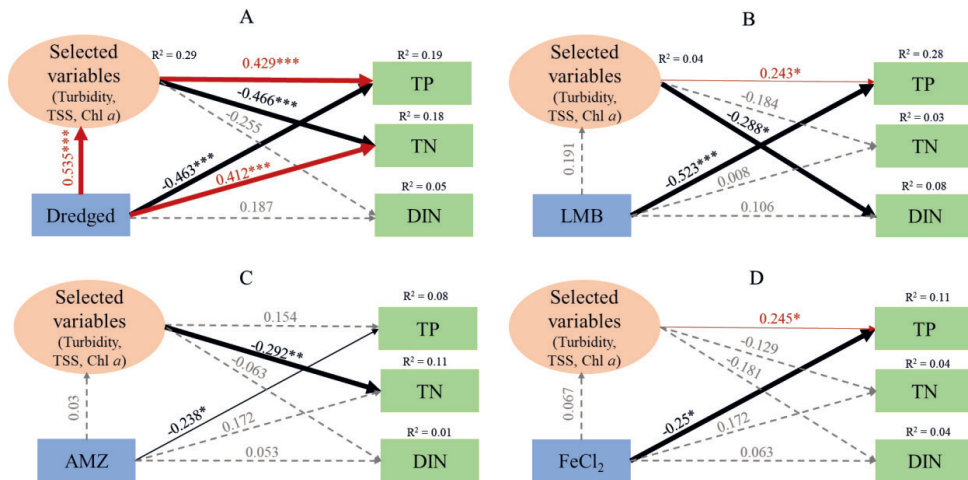 A
Selected
variables
(Turbidity,
TSS, Chl a)
R² = 0.29
R² = 0.19
TP
R² = 0.18
TN
R² = 0.05
DIN
Dredged
0.429***
-0.466***
-0.255
0.535***
-0.463***
0.412***
0.187
B
Selected
variables
(Turbidity,
TSS, Chl a)
R² = 0.04
R² = 0.28
TP
R² = 0.03
TN
R² = 0.08
DIN
LMB
0.243*
-0.184
-0.288*
0.191
-0.523***
0.008
0.106
C
Selected
variables
(Turbidity,
TSS, Chl a)
R² = 0.08
TP
R² = 0.11
TN
R² = 0.01
DIN
AMZ
0.154
-0.292**
-0.063
0.03
-0.238*
0.172
0.053
D
Selected
variables
(Turbidity,
TSS, Chl a)
R² = 0.11
TP
R² = 0.04
TN
R² = 0.04
DIN
FeCl₂
0.245*
-0.129
-0.181
0.067
-0.25*
0.172
0.063